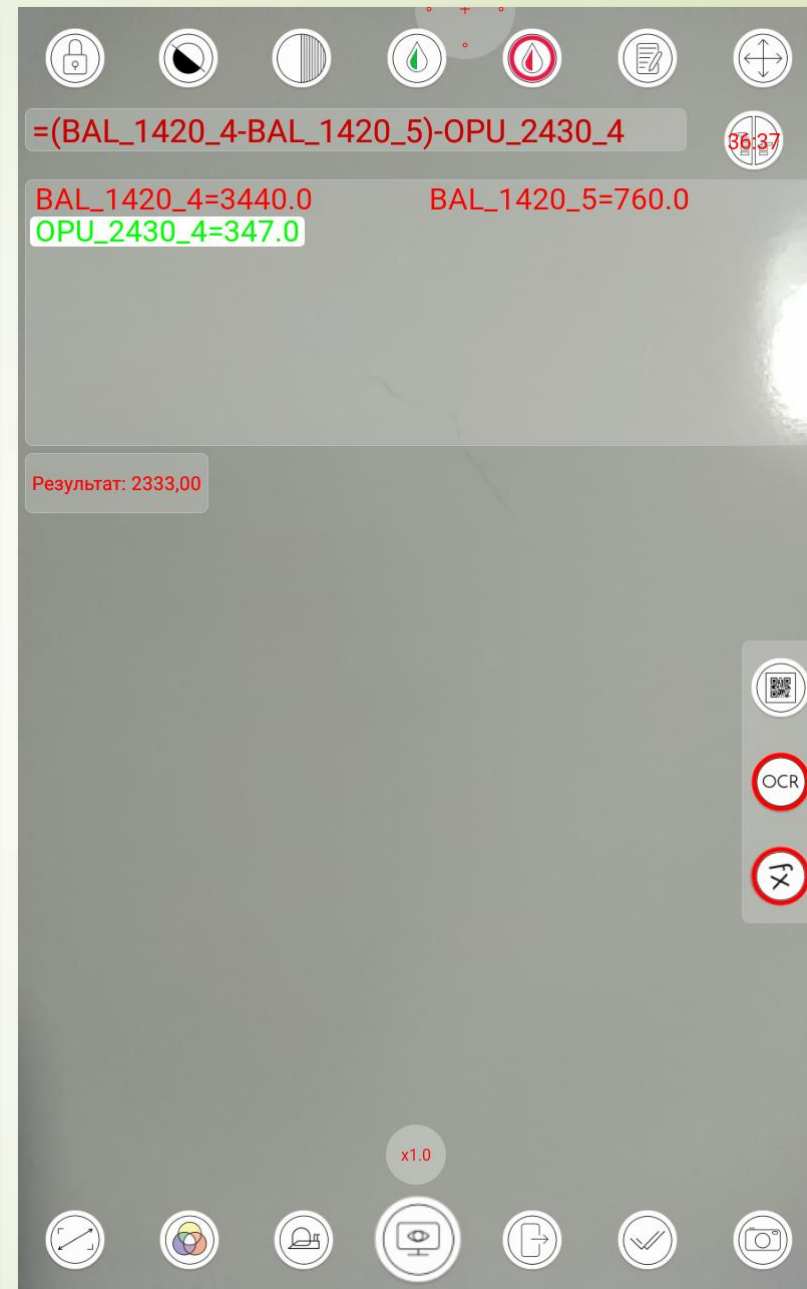 =(BAL_1420_4-BAL_1420_5)-OPU_2430_4
36:37
BAL_1420_4=3440.0 BAL_1420_5=760.0
OPU_2430_4=347.0
Результат: 2333,00
OCR
FX
x1.0